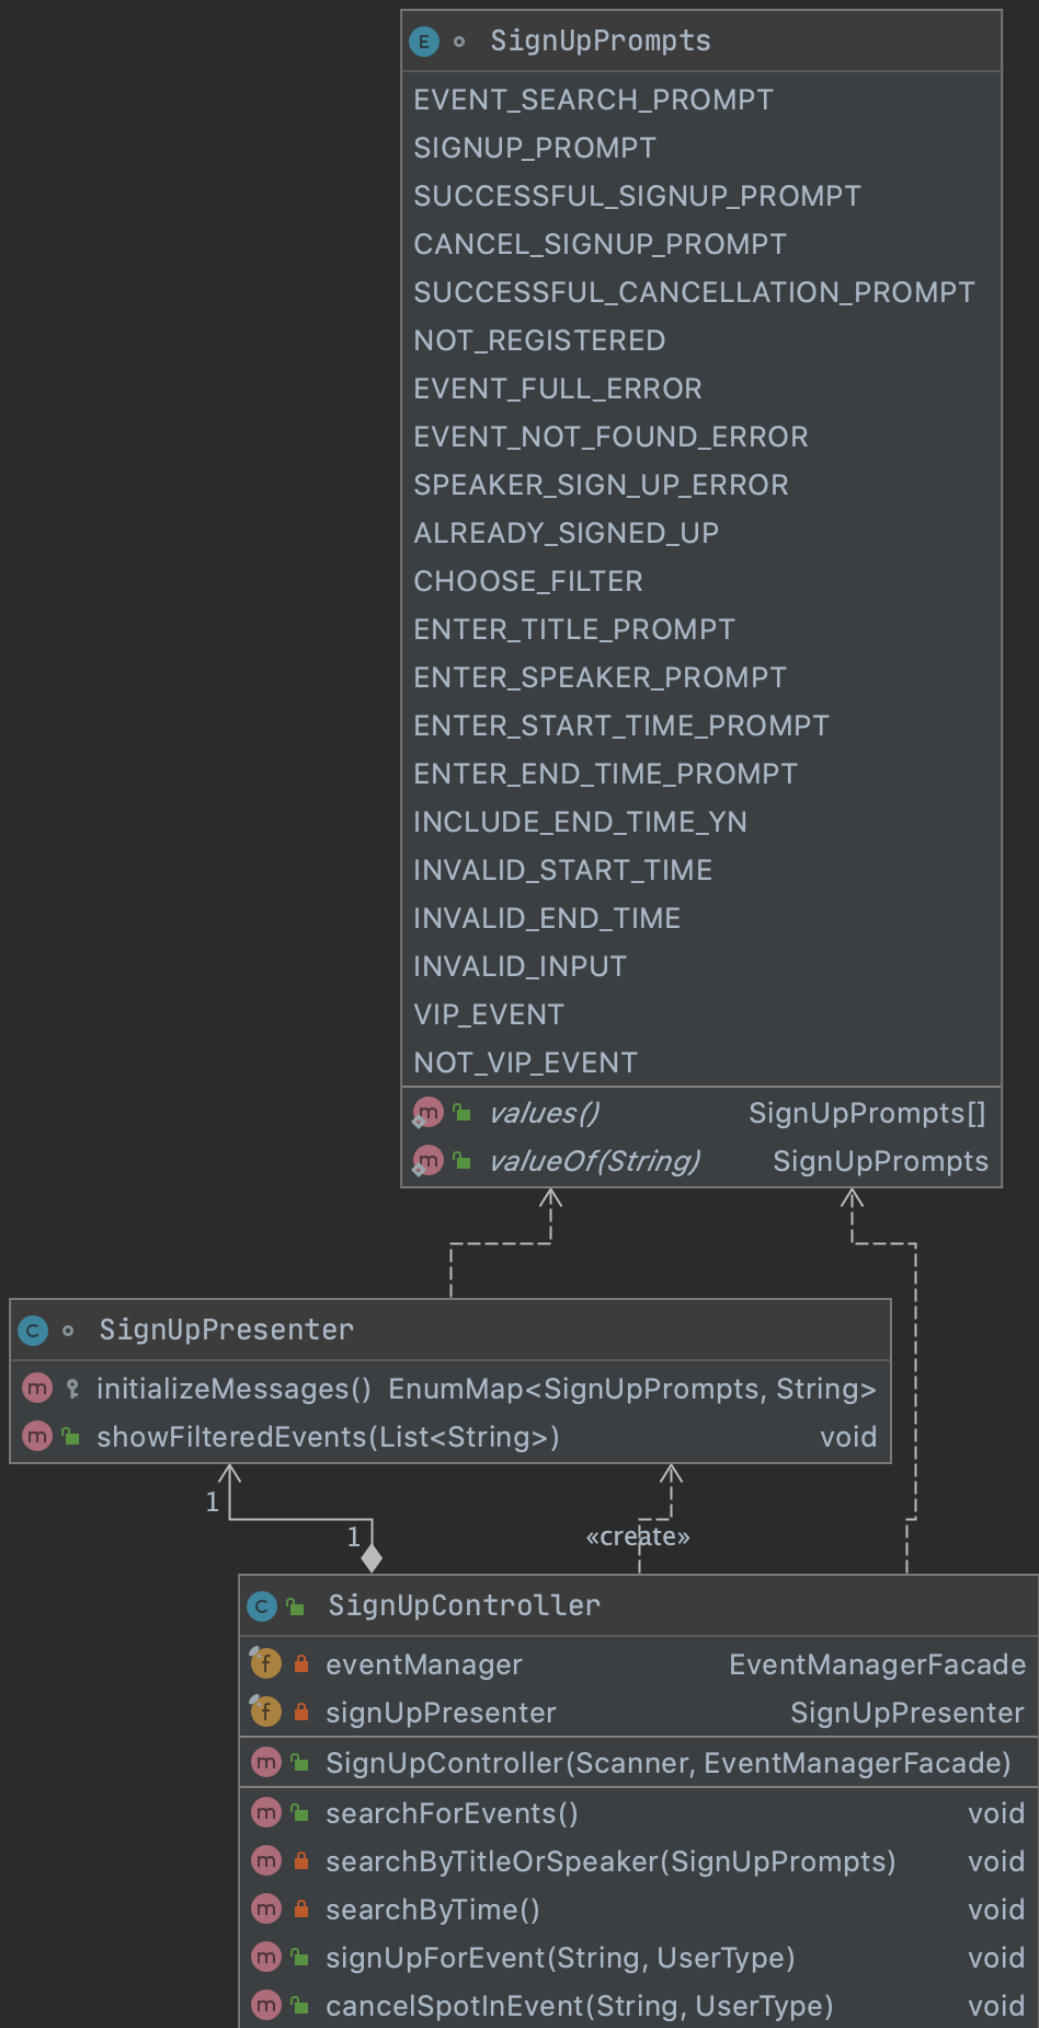 E SignUpPrompts
EVENT_SEARCH_PROMPT
SIGNUP_PROMPT
SUCCESSFUL_SIGNUP_PROMPT
CANCEL_SIGNUP_PROMPT
SUCCESSFUL_CANCELLATION_PROMPT
NOT_REGISTERED
EVENT_FULL_ERROR
EVENT_NOT_FOUND_ERROR
SPEAKER_SIGN_UP_ERROR
ALREADY_SIGNED_UP
CHOOSE_FILTER
ENTER_TITLE_PROMPT
ENTER_SPEAKER_PROMPT
ENTER_START_TIME_PROMPT
ENTER_END_TIME_PROMPT
INCLUDE_END_TIME_YN
INVALID_START_TIME
INVALID_END_TIME
INVALID_INPUT
VIP_EVENT
NOT_VIP_EVENT
m values() SignUpPrompts[]
m valueOf(String) SignUpPrompts
C SignUpPresenter
m initializeMessages() EnumMap<SignUpPrompts, String>
m showFilteredEvents(List<String>) void
1
1
«create»
C SignUpController
f eventManager EventManagerFacade
f signUpPresenter SignUpPresenter
m SignUpController(Scanner, EventManagerFacade)
m searchForEvents() void
m searchByTitleOrSpeaker(SignUpPrompts) void
m searchByTime() void
m signUpForEvent(String, UserType) void
m cancelSpotInEvent(String, UserType) void